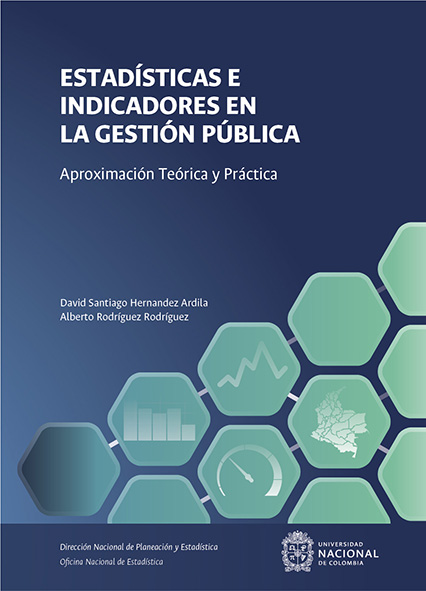 ESTADÍSTICAS E
INDICADORES EN
LA GESTIÓN PÚBLICA
Aproximación Teórica y Práctica
David Santiago Hernandez Ardila
Alberto Rodríguez Rodríguez
Dirección Nacional de Planeación y Estadística
Oficina Nacional de Estadística
UNIVERSIDAD
NACIONAL
DE COLOMBIA